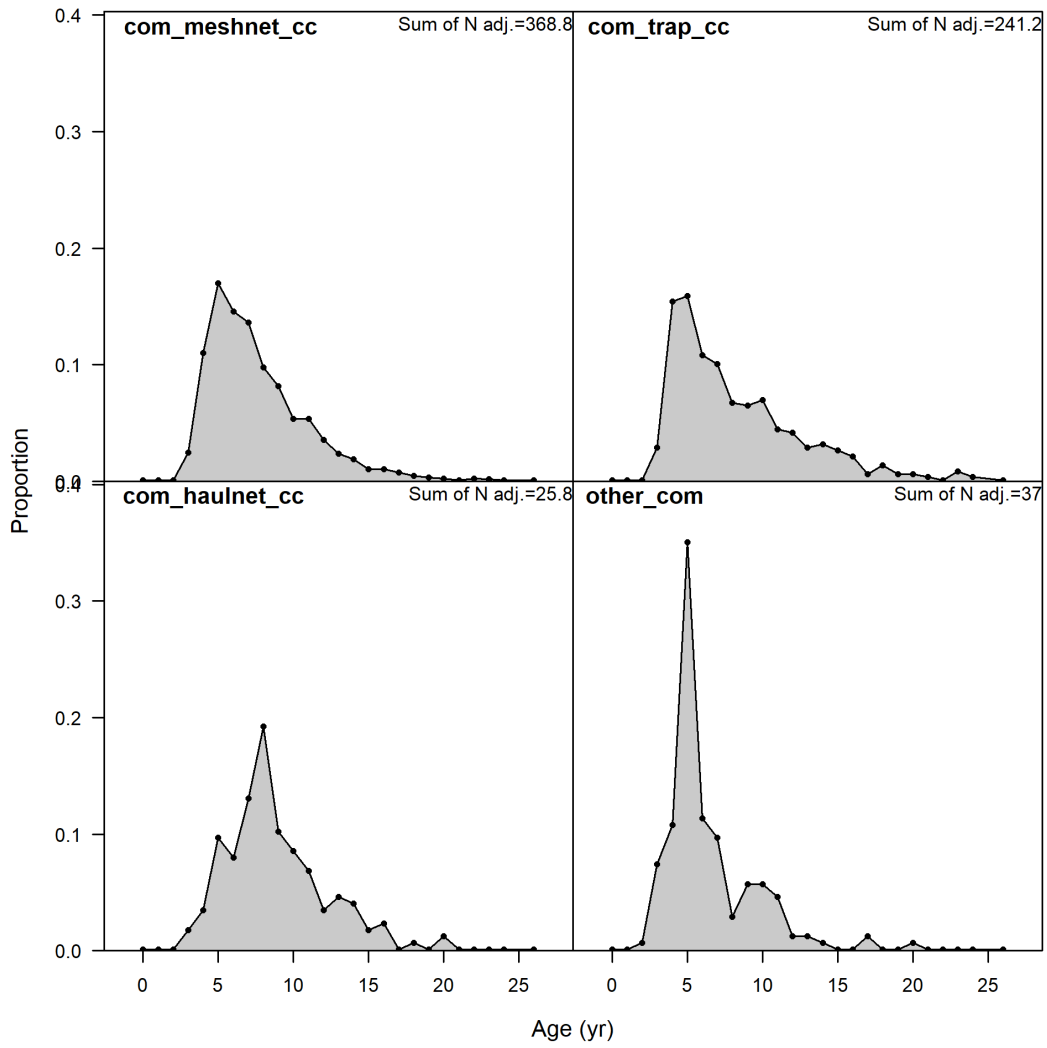 com_meshnet_cc Sum of N adj.=368.8
com_trap_cc Sum of N adj.=241.2
0.4
0.3
0.2
0.1
0.0
com_haulnet_cc Sum of N adj.=25.8
other_com Sum of N adj.=37
0.4
0.3
0.2
0.1
0.0
Proportion
0 5 10 15 20 25
0 5 10 15 20 25
Age (yr)